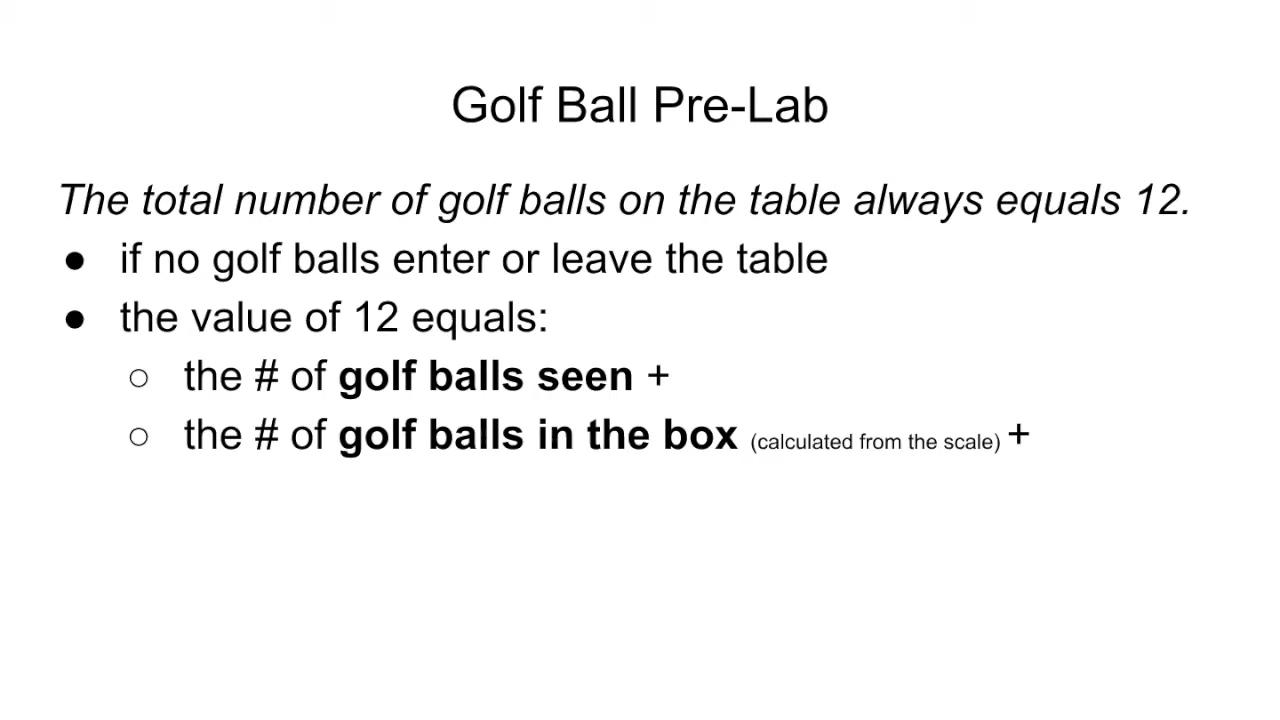 Golf Ball Pre-Lab
The total number of golf balls on the table always equals 12.
● if no golf balls enter or leave the table
● the value of 12 equals:
○ the # of golf balls seen +
○ the # of golf balls in the box (calculated from the scale) +